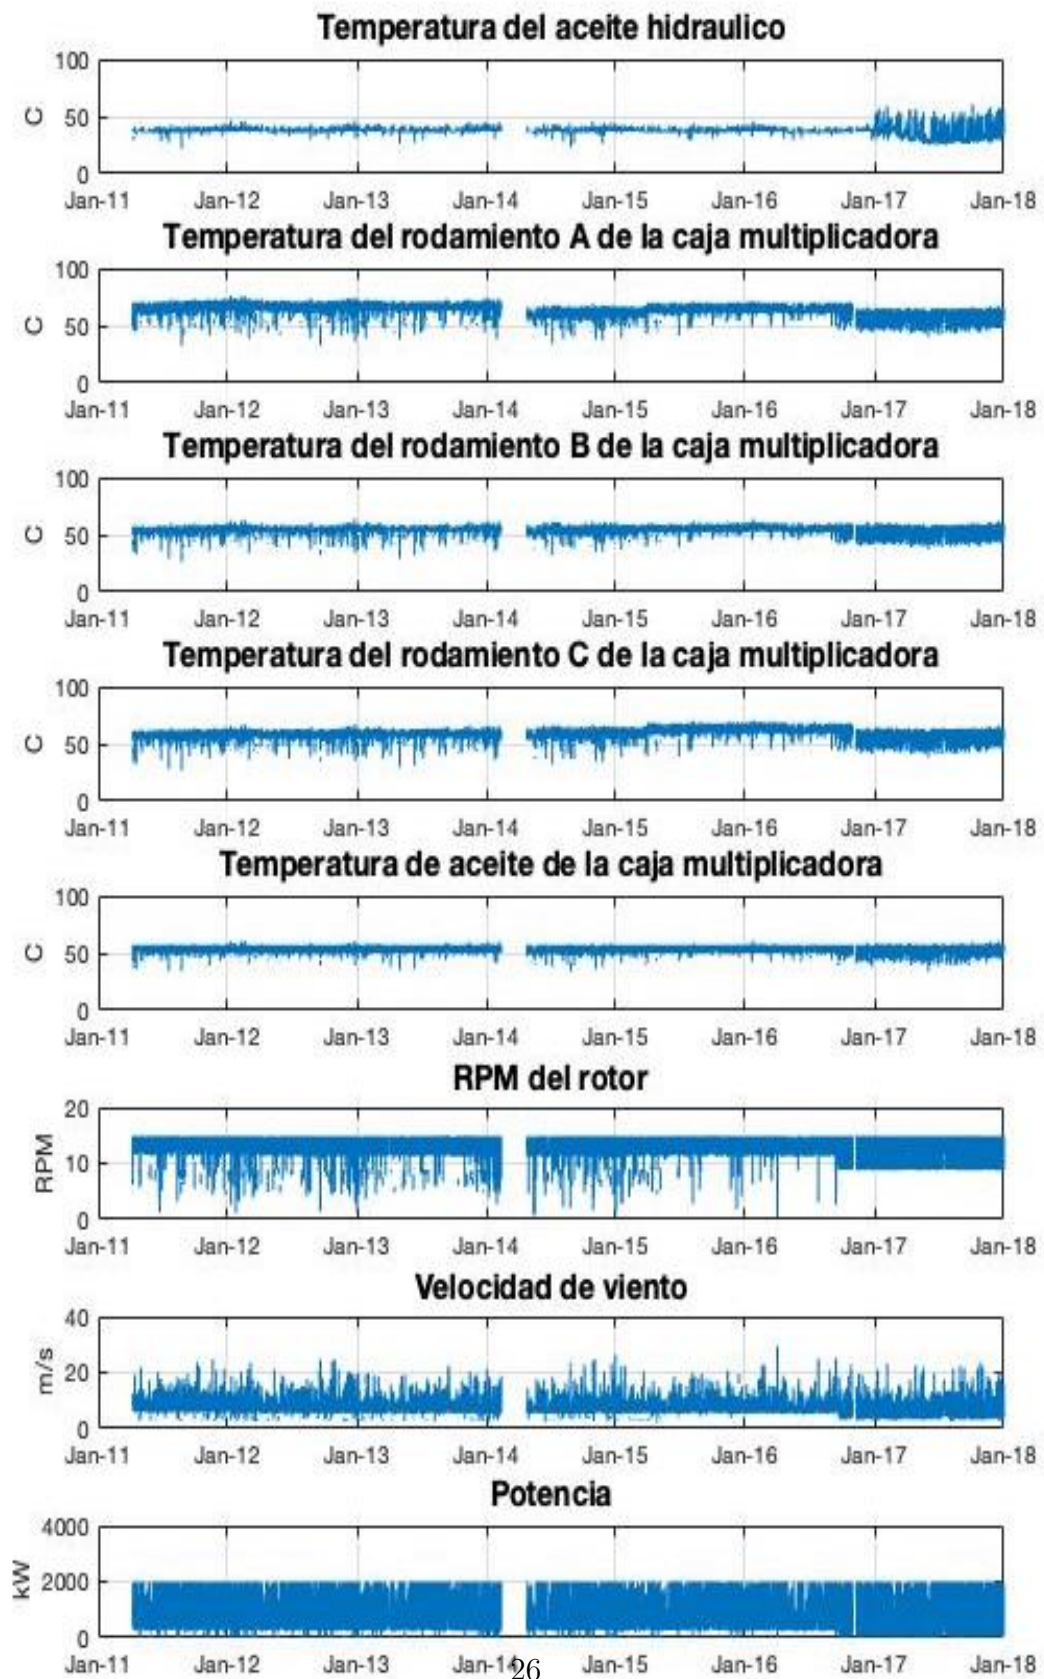 Temperatura del aceite hidraulico
100
50
0
C
Jan-11 Jan-12 Jan-13 Jan-14 Jan-15 Jan-16 Jan-17 Jan-18
Temperatura del rodamiento A de la caja multiplicadora
100
50
0
C
Jan-11 Jan-12 Jan-13 Jan-14 Jan-15 Jan-16 Jan-17 Jan-18
Temperatura del rodamiento B de la caja multiplicadora
100
50
0
C
Jan-11 Jan-12 Jan-13 Jan-14 Jan-15 Jan-16 Jan-17 Jan-18
Temperatura del rodamiento C de la caja multiplicadora
100
50
0
C
Jan-11 Jan-12 Jan-13 Jan-14 Jan-15 Jan-16 Jan-17 Jan-18
Temperatura de aceite de la caja multiplicadora
100
50
0
C
Jan-11 Jan-12 Jan-13 Jan-14 Jan-15 Jan-16 Jan-17 Jan-18
RPM del rotor
20
10
0
RPM
Jan-11 Jan-12 Jan-13 Jan-14 Jan-15 Jan-16 Jan-17 Jan-18
Velocidad de viento
40
20
0
m/s
Jan-11 Jan-12 Jan-13 Jan-14 Jan-15 Jan-16 Jan-17 Jan-18
Potencia
4000
2000
0
kW
Jan-11 Jan-12 Jan-13 Jan-14 Jan-15 Jan-16 Jan-17 Jan-18
26